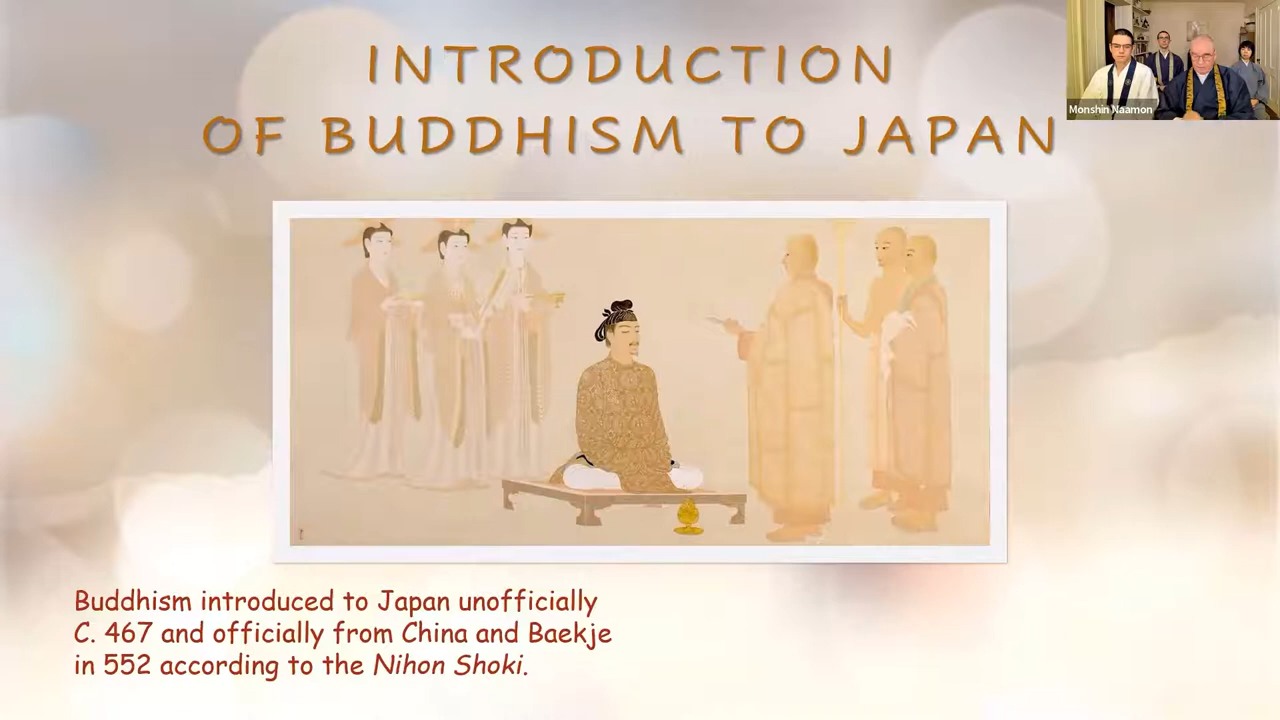 INTRODUCTION
OF BUDDHISM TO JAPAN
Monshin Naamon
Buddhism introduced to Japan unofficially
C. 467 and officially from China and Baekje
in 552 according to the Nihon Shoki.